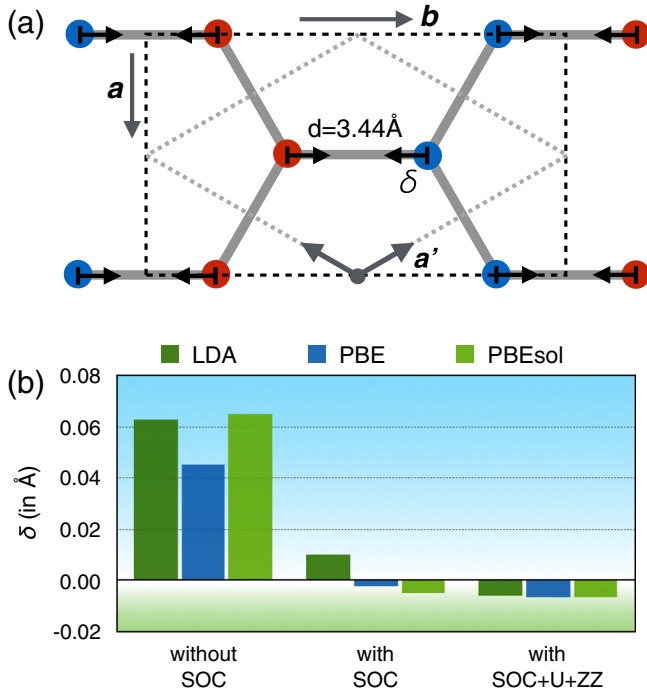 (a)
b
a
d=3.44Å
δ
a'
(b)
LDA PBE PBEsol
0.08
0.06
0.04
0.02
0.00
-0.02
δ (in Å)
without SOC
with SOC
with SOC+U+ZZ